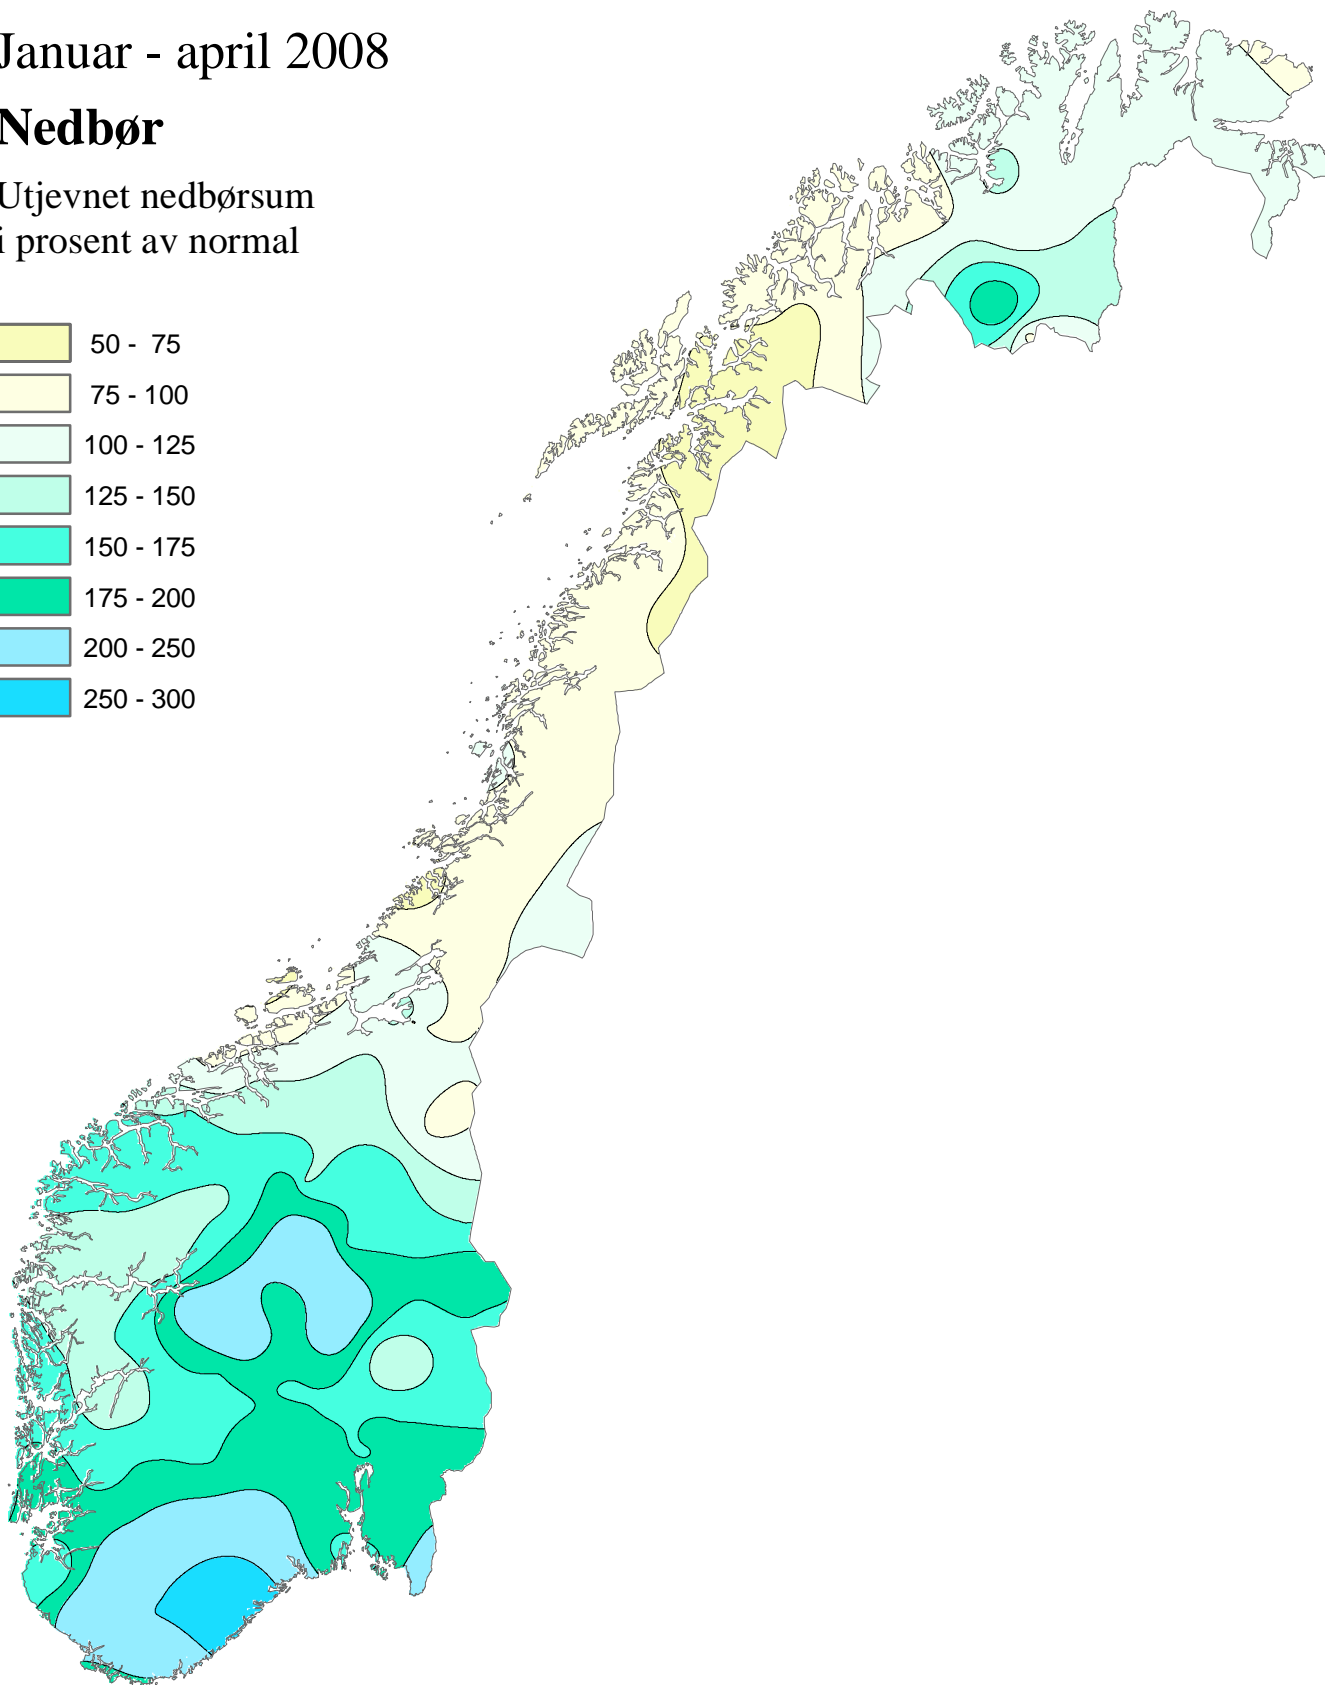 Januar - april 2008
Nedbør
Utjevnet nedbørsum
i prosent av normal
50 - 75
75 - 100
100 - 125
125 - 150
150 - 175
175 - 200
200 - 250
250 - 300